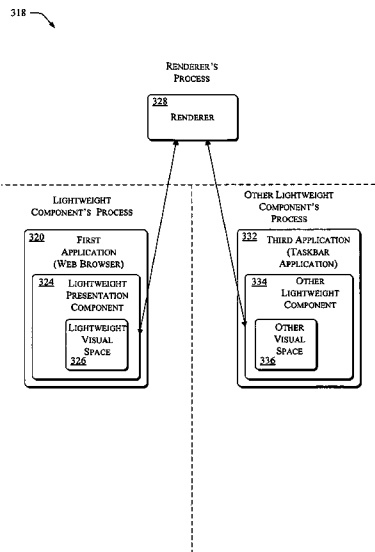 318
RENDERER'S
PROCESS
328
RENDERER
LIGHTWEIGHT
COMPONENT'S PROCESS
OTHER LIGHTWEIGHT
COMPONENT'S
PROCESS
320
FIRST
APPLICATION
(WEB BROWSER)
324
LIGHTWEIGHT
PRESENTATION
COMPONENT
LIGHTWEIGHT
VISUAL
SPACE
326
332
THIRD APPLICATION
(TASKBAR
APPLICATION)
334
OTHER
LIGHTWEIGHT
COMPONENT
OTHER
VISUAL
SPACE
336